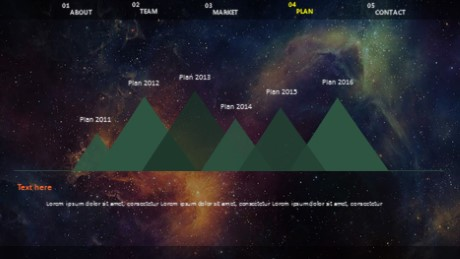 01 ABOUT
02 TEAM
03 MARKET
04 PLAN
05 CONTACT
Plan 2011
Plan 2012
Plan 2013
Plan 2014
Plan 2015
Plan 2016
Text here
Lorem ipsum dolor sit amet, consectetur Lorem ipsum dolor sit amet, consectetur Lorem ipsum dolor sit amet, consectetur